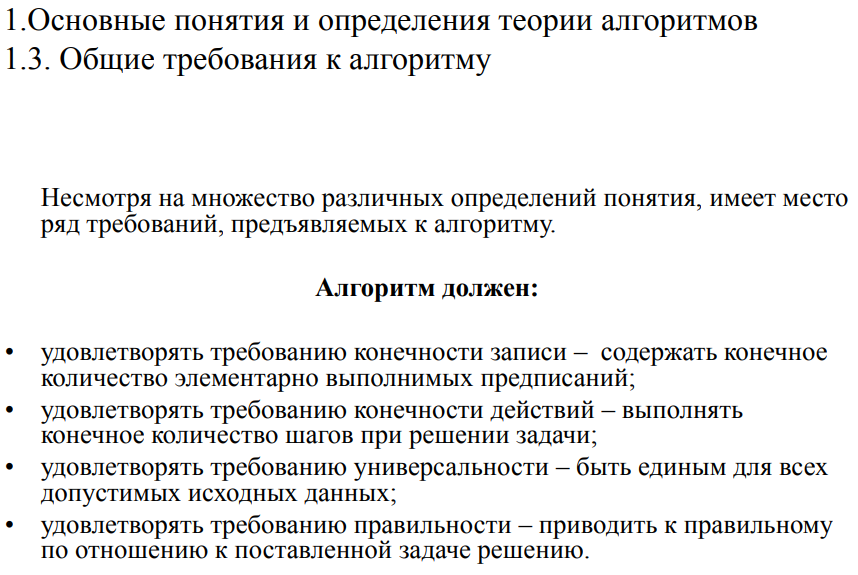 1.Основные понятия и определения теории алгоритмов
1.3. Общие требования к алгоритму
Несмотря на множество различных определений понятия, имеет место
ряд требований, предъявляемых к алгоритму.
Алгоритм должен:
• удовлетворять требованию конечности записи – содержать конечное
количество элементарно выполнимых предписаний;
• удовлетворять требованию конечности действий – выполнять
конечное количество шагов при решении задачи;
• удовлетворять требованию универсальности – быть единым для всех
допустимых исходных данных;
• удовлетворять требованию правильности – приводить к правильному
по отношению к поставленной задаче решению.